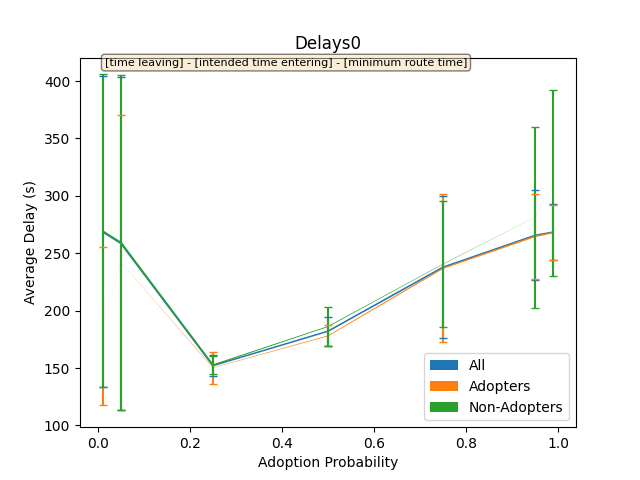 Delays0
[time leaving] - [intended time entering] - [minimum route time]
400
350
300
250
200
150
100
Average Delay (s)
All
Adopters
Non-Adopters
0.0 0.2 0.4 0.6 0.8 1.0
Adoption Probability